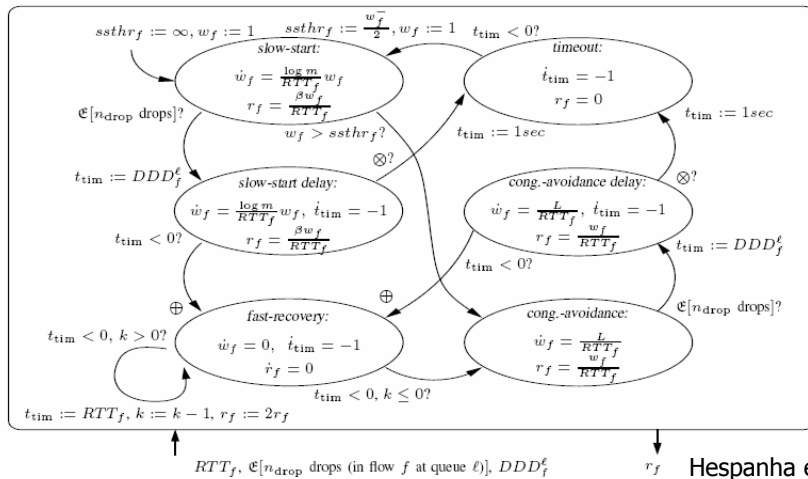 ssthr_f := ∞, w_f := 1
ssthr_f := w_f^-/2, w_f := 1
t_tim < 0?
slow-start:
ẇ_f = (log m / RTT_f) w_f
r_f = βw_f / RTT_f
timeout:
ṫ_tim = −1
r_f = 0
𝔈[n_drop drops]?
w_f > ssthr_f?
t_tim := 1sec
t_tim := 1sec
⊗?
t_tim := DDD_f^ℓ
slow-start delay:
ẇ_f = (log m / RTT_f) w_f, ṫ_tim = −1
r_f = βw_f / RTT_f
cong.-avoidance delay:
ẇ_f = L / RTT_f, ṫ_tim = −1
r_f = w_f / RTT_f
⊗?
t_tim < 0?
t_tim < 0?
t_tim := DDD_f^ℓ
⊕
⊕
t_tim < 0, k > 0?
fast-recovery:
ẇ_f = 0, ṫ_tim = −1
ṙ_f = 0
cong.-avoidance:
ẇ_f = L / RTT_f
r_f = w_f / RTT_f
𝔈[n_drop drops]?
t_tim < 0, k ≤ 0?
t_tim := RTT_f, k := k − 1, r_f := 2r_f
RTT_f, 𝔈[n_drop drops (in flow f at queue ℓ)], DDD_f^ℓ
r_f
Hespanha e